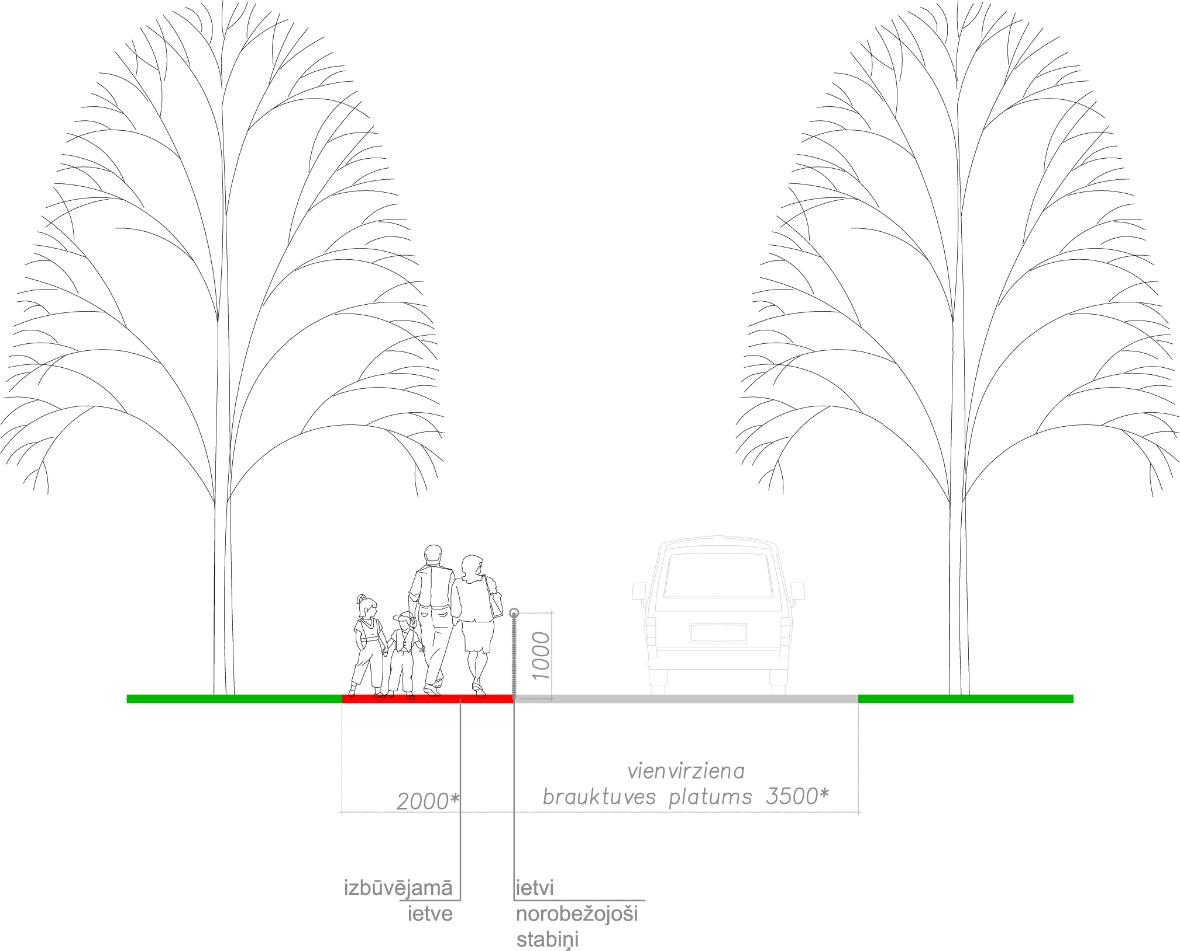 1000
vienvirziena
brauktuves platums 3500*
2000*
izbūvējamā
ietve
ietvi
norobežojoši
stabiņi